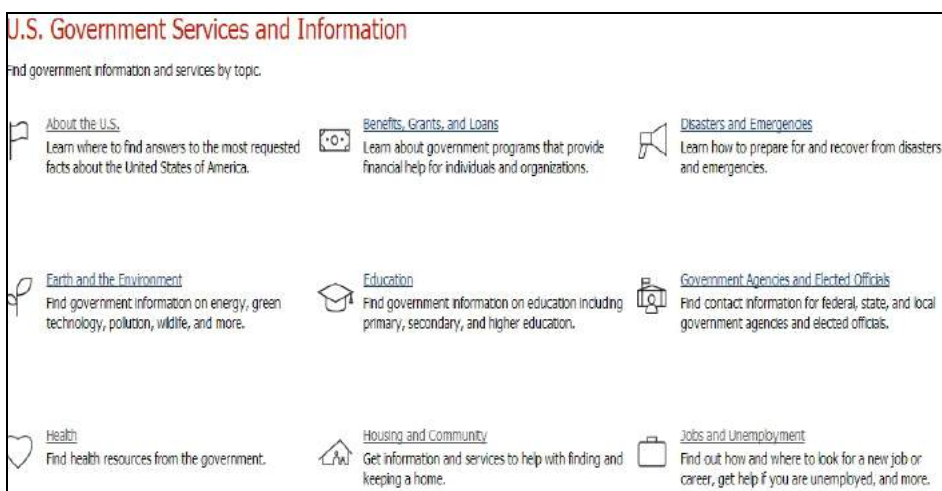 U.S. Government Services and Information
Find government information and services by topic.
About the U.S.
Learn where to find answers to the most requested
facts about the United States of America.
Benefits, Grants, and Loans
Learn about government programs that provide
financial help for individuals and organizations.
Disasters and Emergencies
Learn how to prepare for and recover from disasters
and emergencies.
Earth and the Environment
Find government information on energy, green
technology, pollution, wildlife, and more.
Education
Find government information on education including
primary, secondary, and higher education.
Government Agencies and Elected Officials
Find contact information for federal, state, and local
government agencies and elected officials.
Health
Find health resources from the government.
Housing and Community
Get information and services to help with finding and
keeping a home.
Jobs and Unemployment
Find out how and where to look for a new job or
career, get help if you are unemployed, and more.